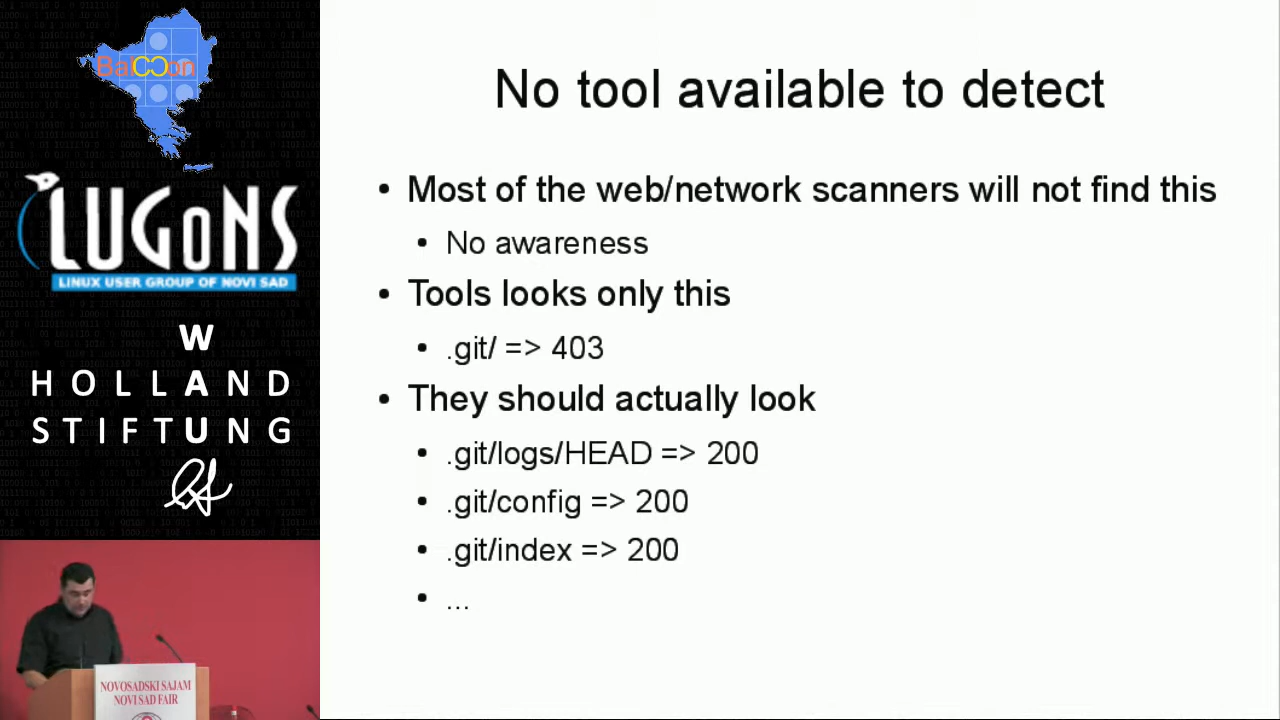 BalCCon
LUGoNS
LINUX USER GROUP OF NOVI SAD
W
HOLLAND
STIFTUNG
NOVOSADSKI SAJAM
NOVI SAD FAIR
No tool available to detect
• Most of the web/network scanners will not find this
• No awareness
• Tools looks only this
• .git/ => 403
• They should actually look
• .git/logs/HEAD => 200
• .git/config => 200
• .git/index => 200
• ...